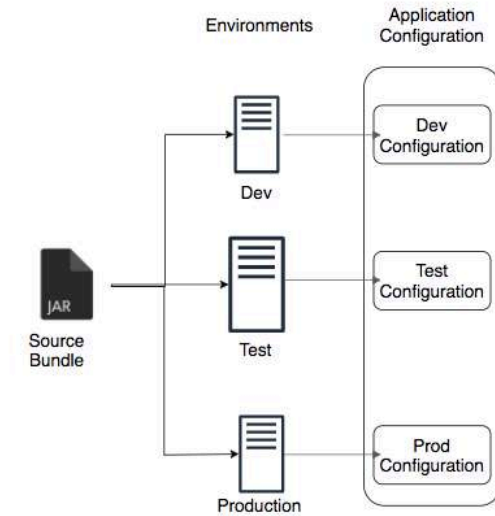 Environments
Application
Configuration
Dev
Configuration
Dev
JAR
Source
Bundle
Test
Configuration
Test
Prod
Configuration
Production